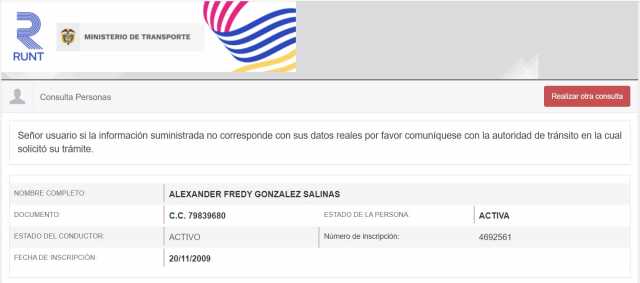 RUNT
MINISTERIO DE TRANSPORTE
Consulta Personas
Realizar otra consulta
Señor usuario si la información suministrada no corresponde con sus datos reales por favor comuníquese con la autoridad de tránsito en la cual
solicitó su trámite.
NOMBRE COMPLETO: ALEXANDER FREDY GONZALEZ SALINAS
DOCUMENTO: C.C. 79839680 ESTADO DE LA PERSONA: ACTIVA
ESTADO DEL CONDUCTOR: ACTIVO Número de inscripción: 4692561
FECHA DE INSCRIPCIÓN: 20/11/2009